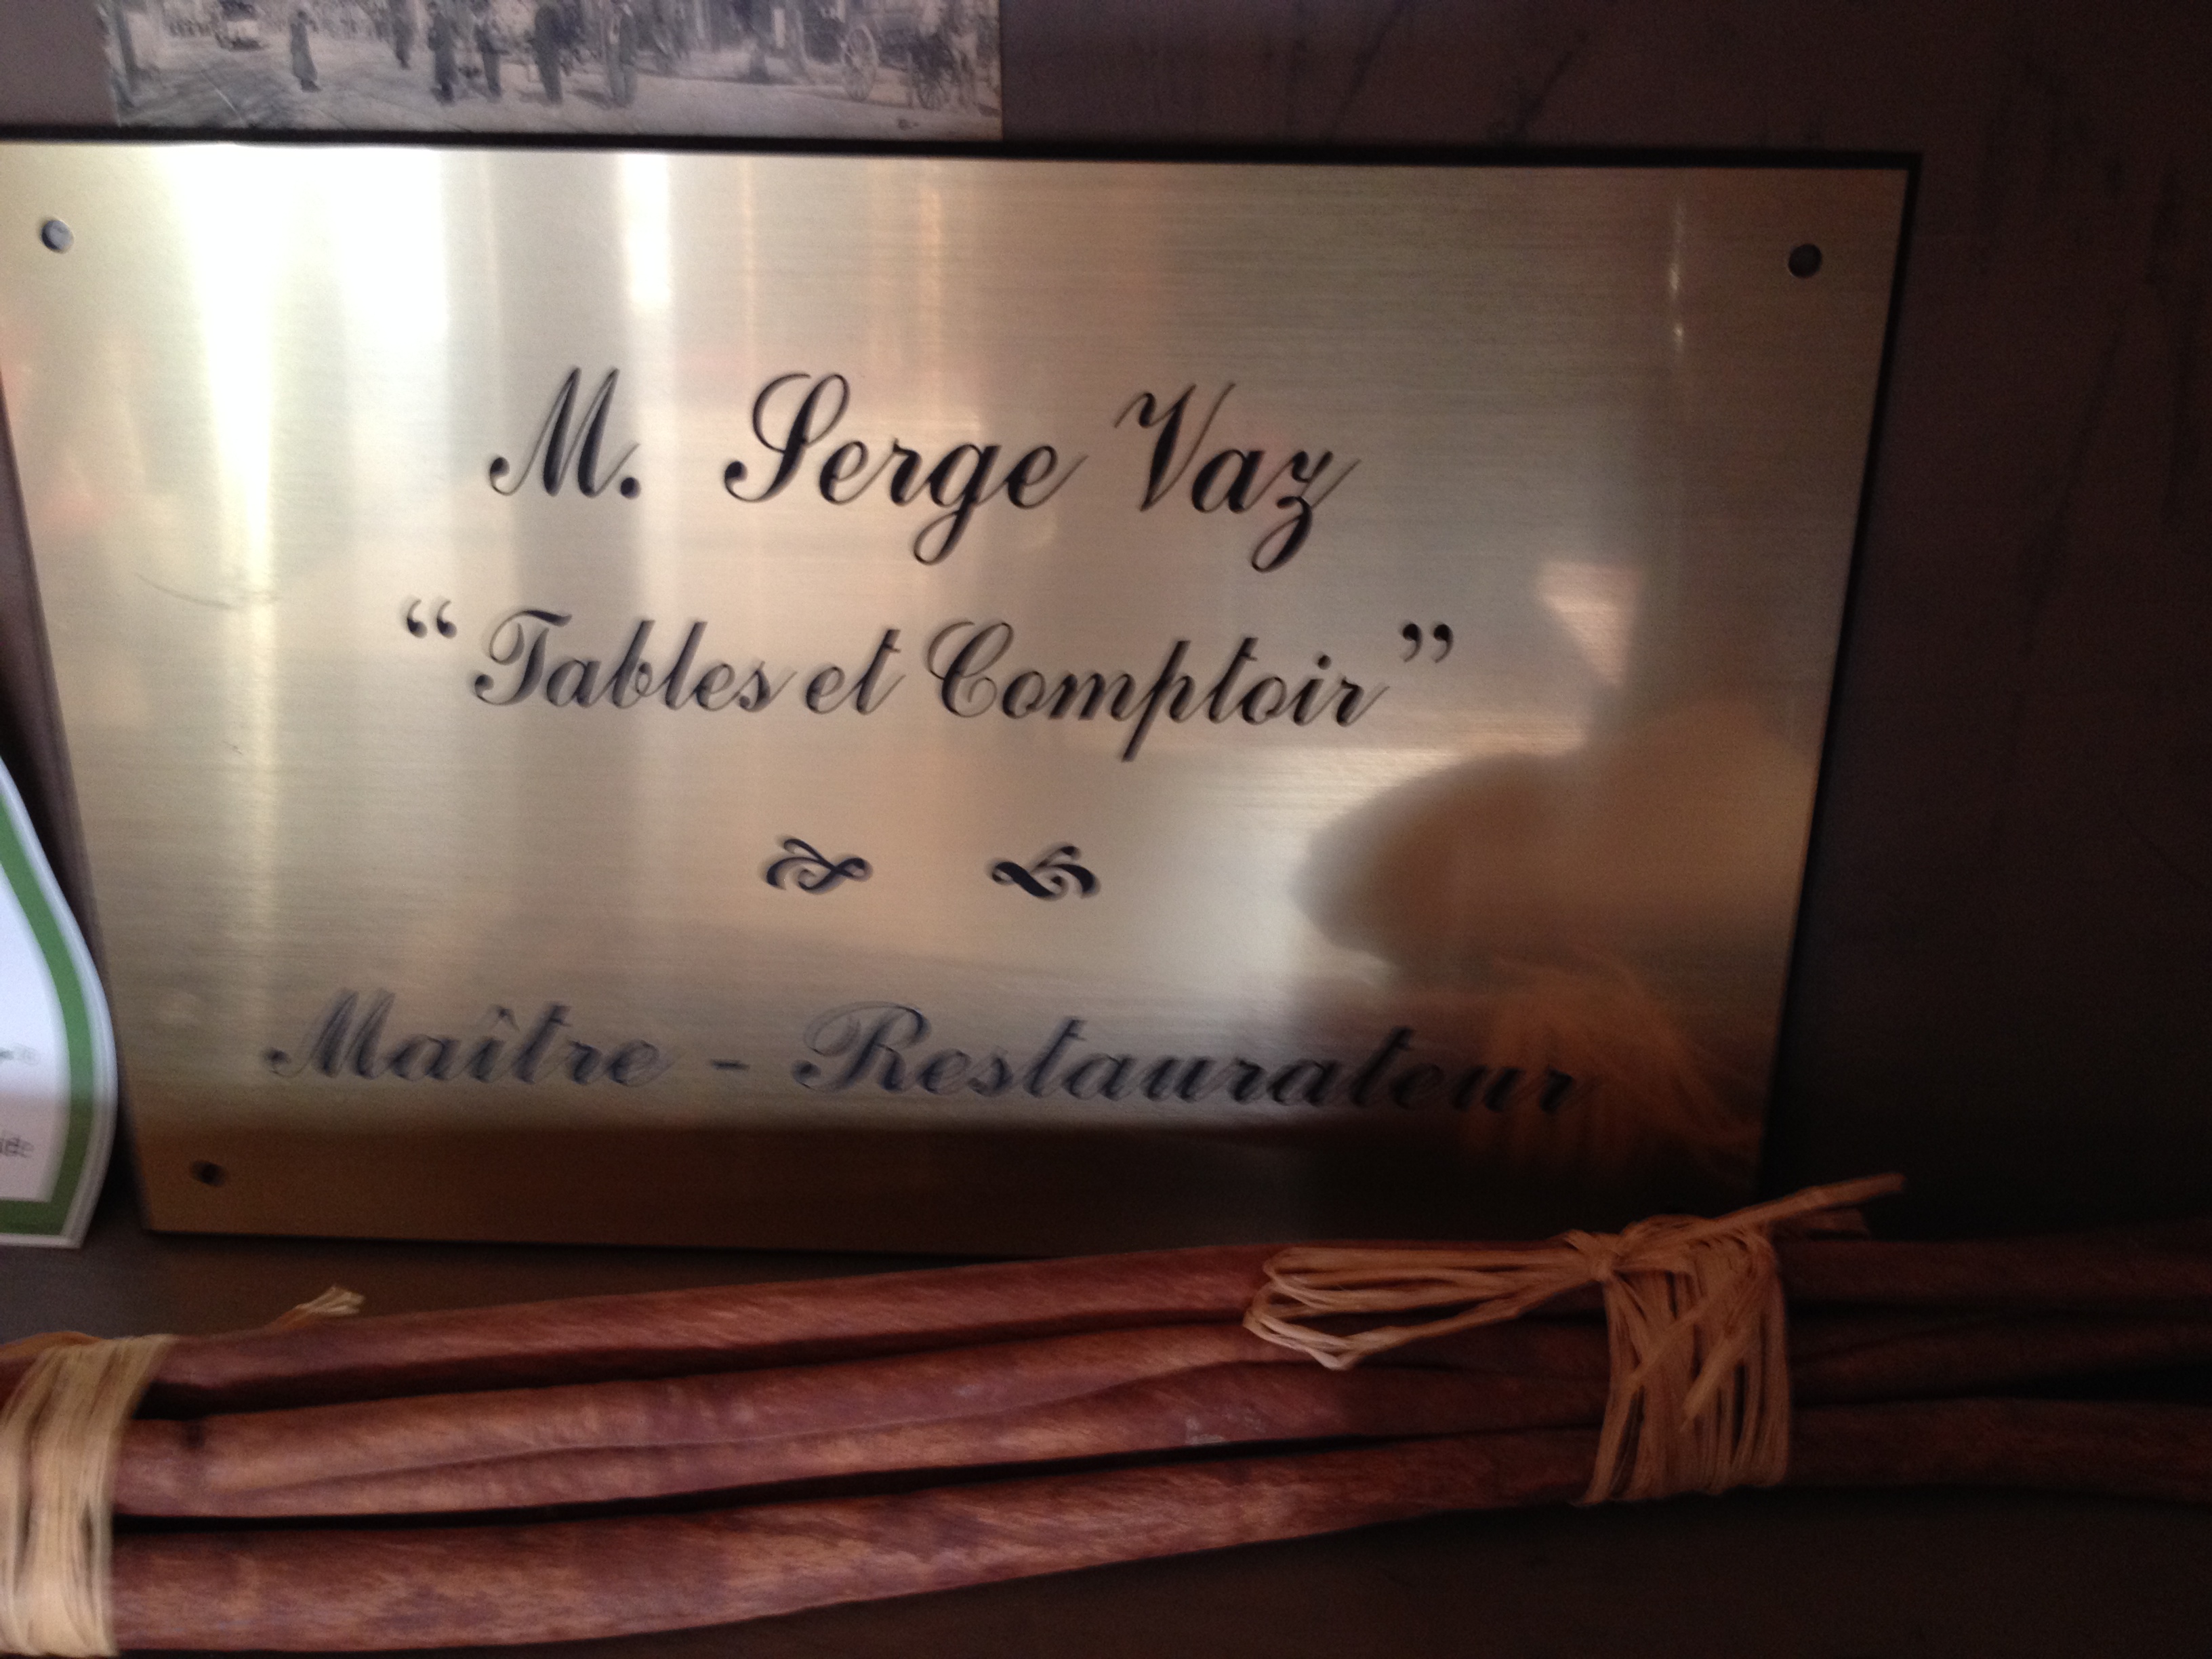 M. Serge Vaz
“Tables et Comptoir”
Maître - Restaurateur